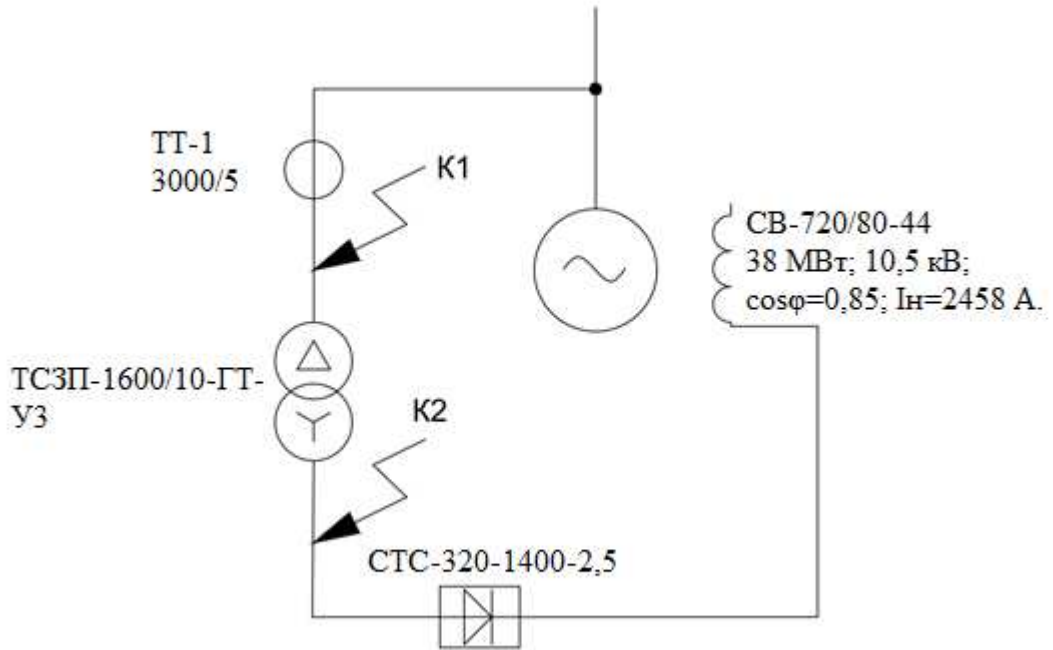 ТТ-1
3000/5
К1
СВ-720/80-44
38 МВт; 10,5 кВ;
cosφ=0,85; Iн=2458 А.
ТСЗП-1600/10-ГТ-
У3
К2
СТС-320-1400-2,5